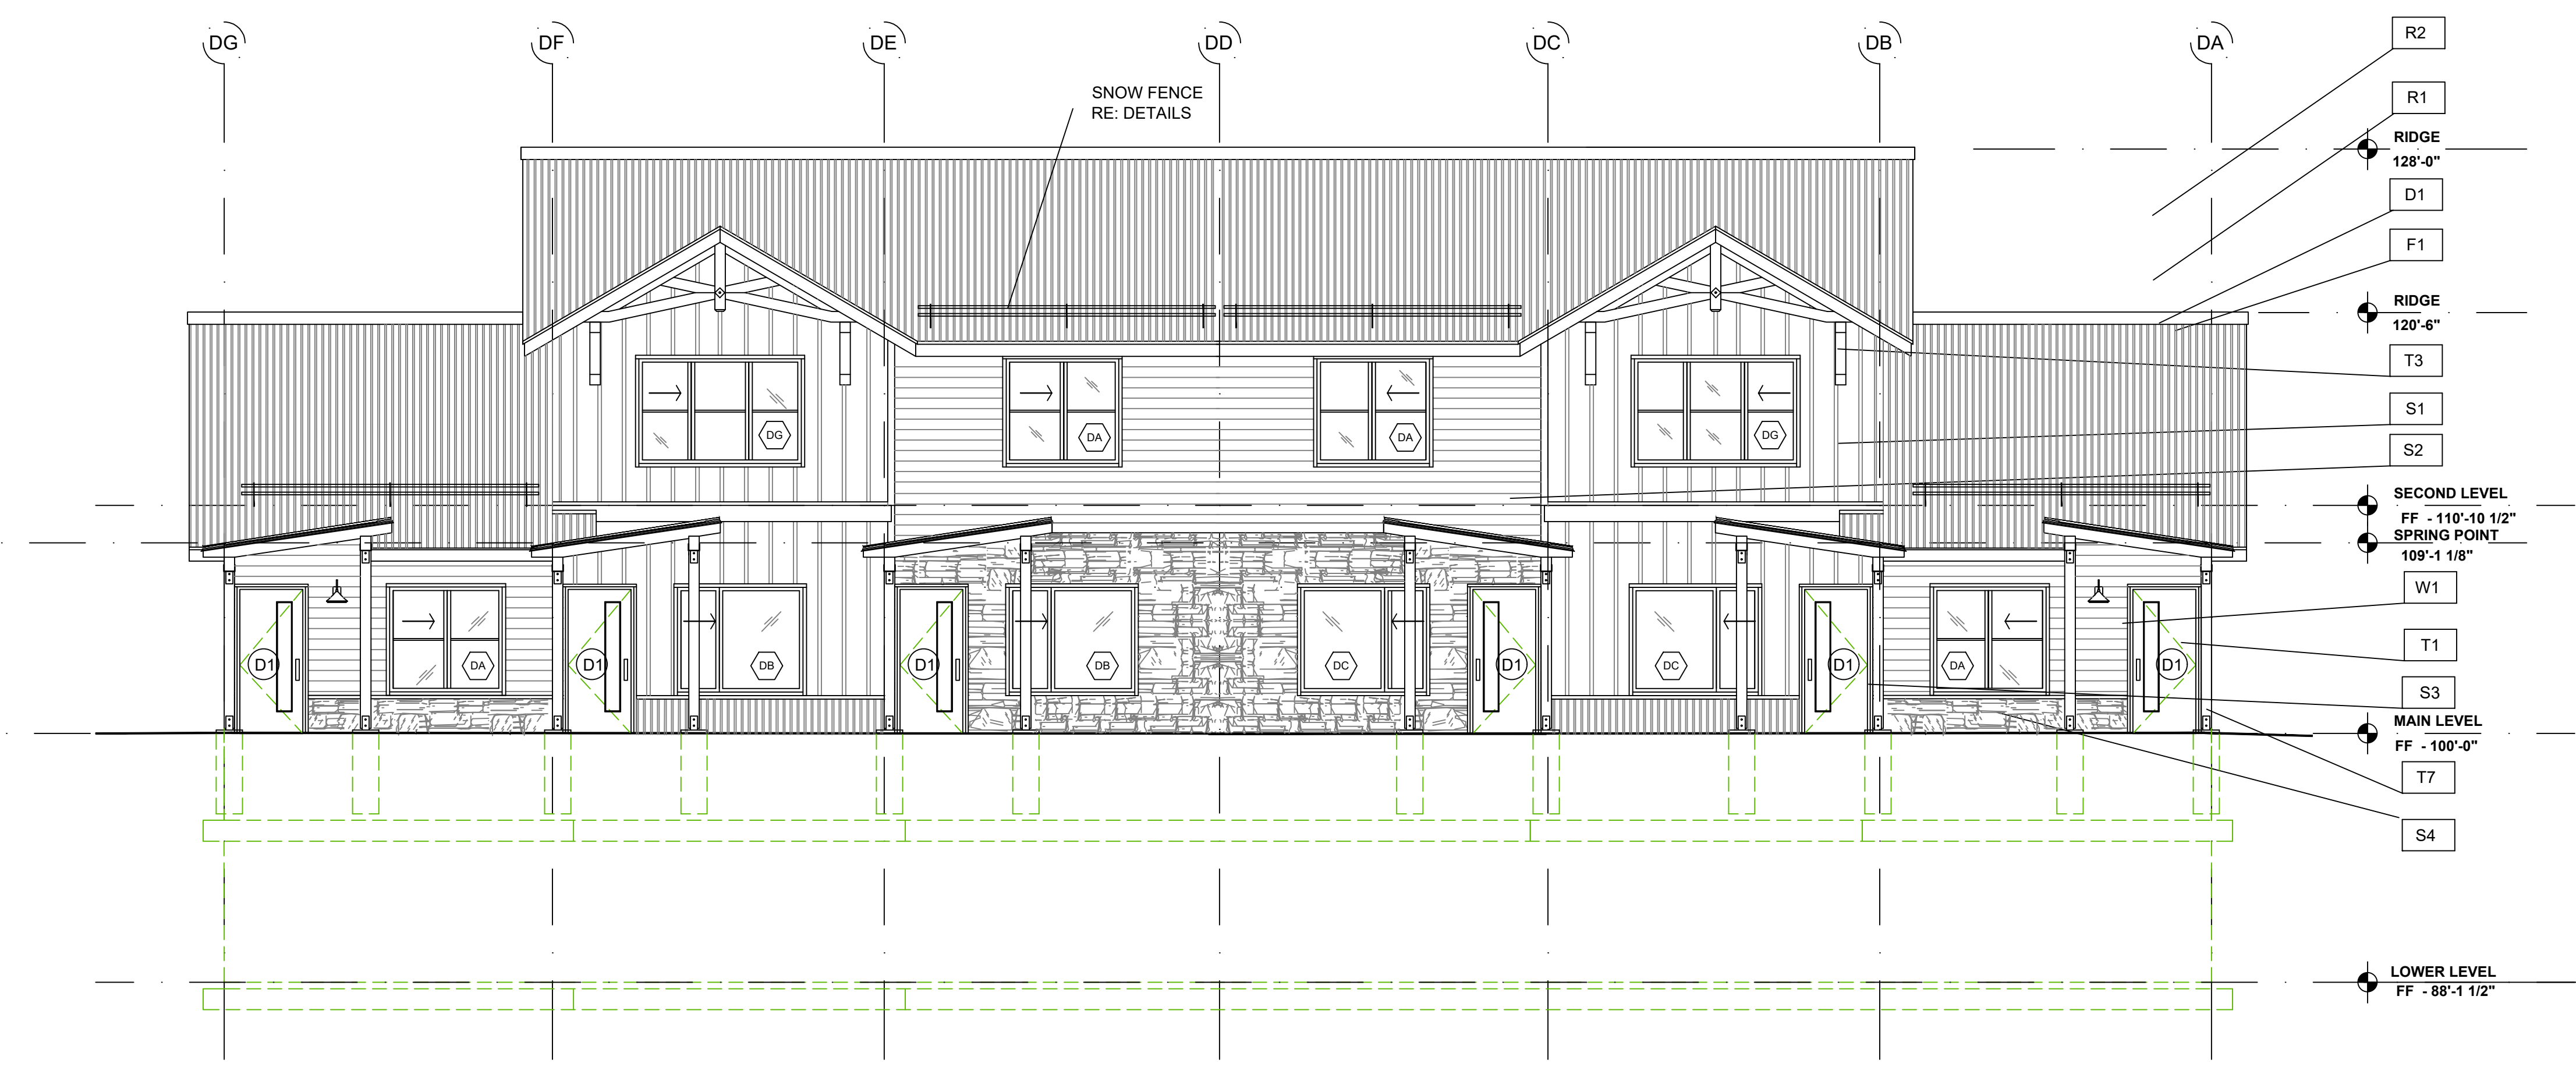 DG DF DE DD DC DB DA
R2
SNOW FENCE
RE: DETAILS
R1
RIDGE
128'-0"
D1
F1
RIDGE
120'-6"
T3
S1
DG DA DA DG
S2
SECOND LEVEL
FF - 110'-10 1/2"
SPRING POINT
109'-1 1/8"
W1
T1
D1 DA D1 DB D1 DB DC D1 DC D1 DA D1
S3
MAIN LEVEL
FF - 100'-0"
T7
S4
LOWER LEVEL
FF - 88'-1 1/2"